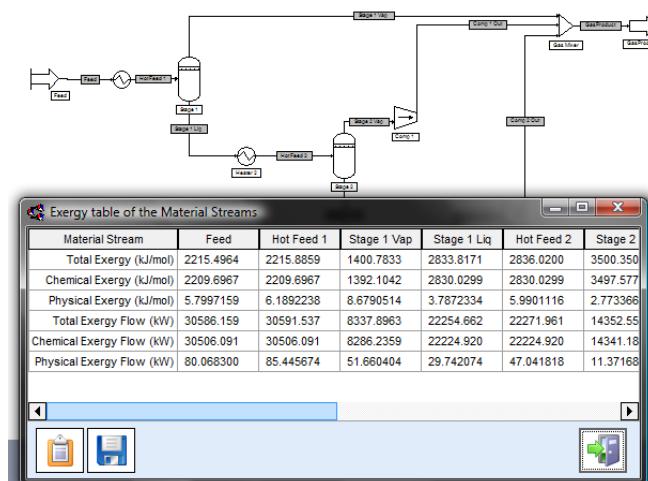 Stage 1 Vap
Comp 1 Out
GasProduct
Gas Mixer
GasProd
Feed
Hot Feed 1
Feed
Stage 1
Stage 2 Vap
Comp 2 Out
Stage 1 Liq
Comp 1
Hot Feed 2
Heater 2
Stage 2
Exergy table of the Material Streams
Material Stream Feed Hot Feed 1 Stage 1 Vap Stage 1 Liq Hot Feed 2 Stage 2
Total Exergy (kJ/mol) 2215.4964 2215.8859 1400.7833 2833.8171 2836.0200 3500.350
Chemical Exergy (kJ/mol) 2209.6967 2209.6967 1392.1042 2830.0299 2830.0299 3497.577
Physical Exergy (kJ/mol) 5.7997159 6.1892238 8.6790514 3.7872334 5.9901116 2.773366
Total Exergy Flow (kW) 30586.159 30591.537 8337.8963 22254.662 22271.961 14352.55
Chemical Exergy Flow (kW) 30506.091 30506.091 8286.2359 22224.920 22224.920 14341.18
Physical Exergy Flow (kW) 80.068300 85.445674 51.660404 29.742074 47.041818 11.37168